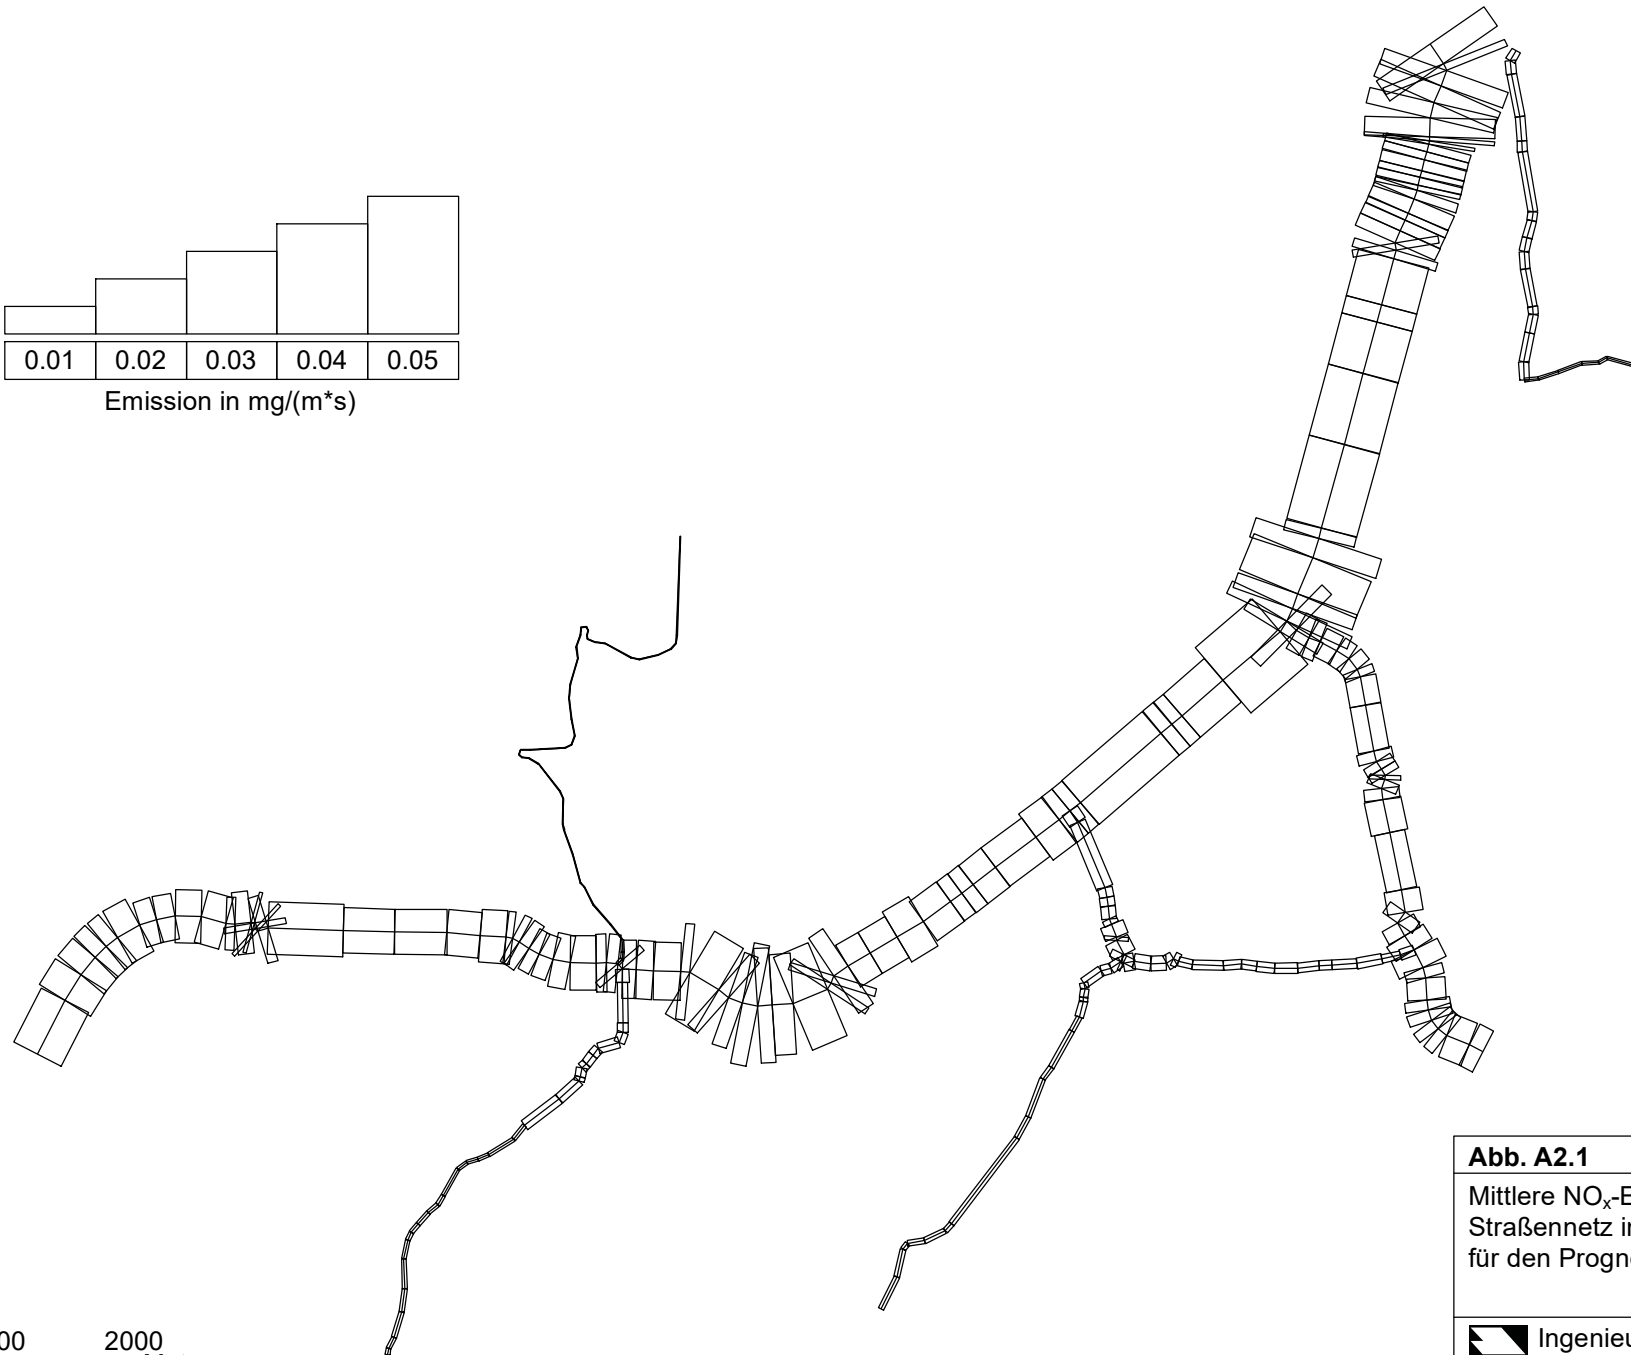 0.01 0.02 0.03 0.04 0.05
Emission in mg/(m*s)
Abb. A2.1
Mittlere NOₓ-E
Straßennetz i
für den Progn
Ingenieu
00 2000